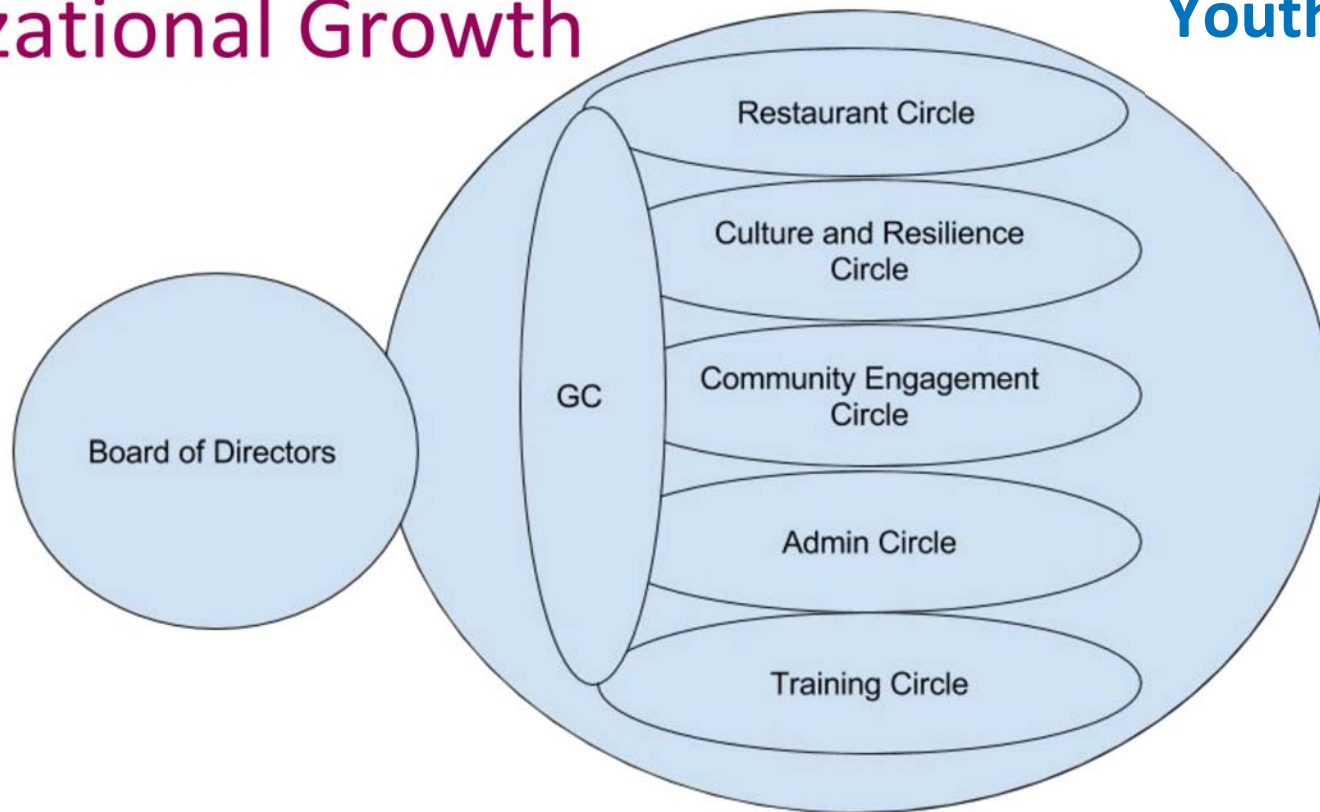 zational Growth
Youth
Restaurant Circle
Culture and Resilience
Circle
Community Engagement
Circle
GC
Board of Directors
Admin Circle
Training Circle